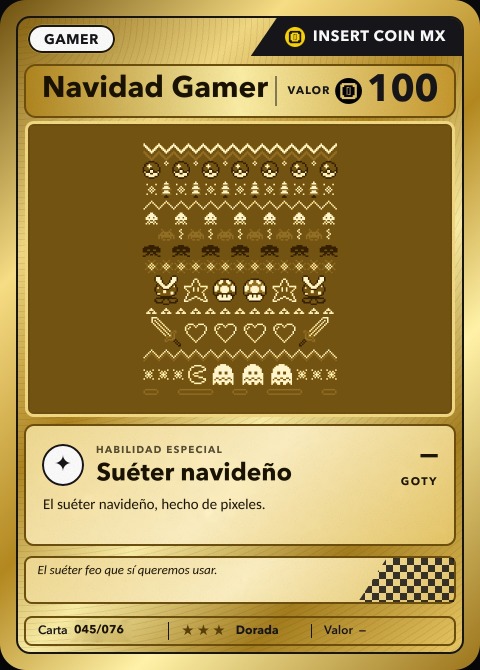 GAMER
INSERT COIN MX
Navidad Gamer
VALOR 100
HABILIDAD ESPECIAL
Suéter navideño
–
GOTY
El suéter navideño, hecho de pixeles.
El suéter feo que sí queremos usar.
Carta 045/076 ★★★ Dorada Valor –